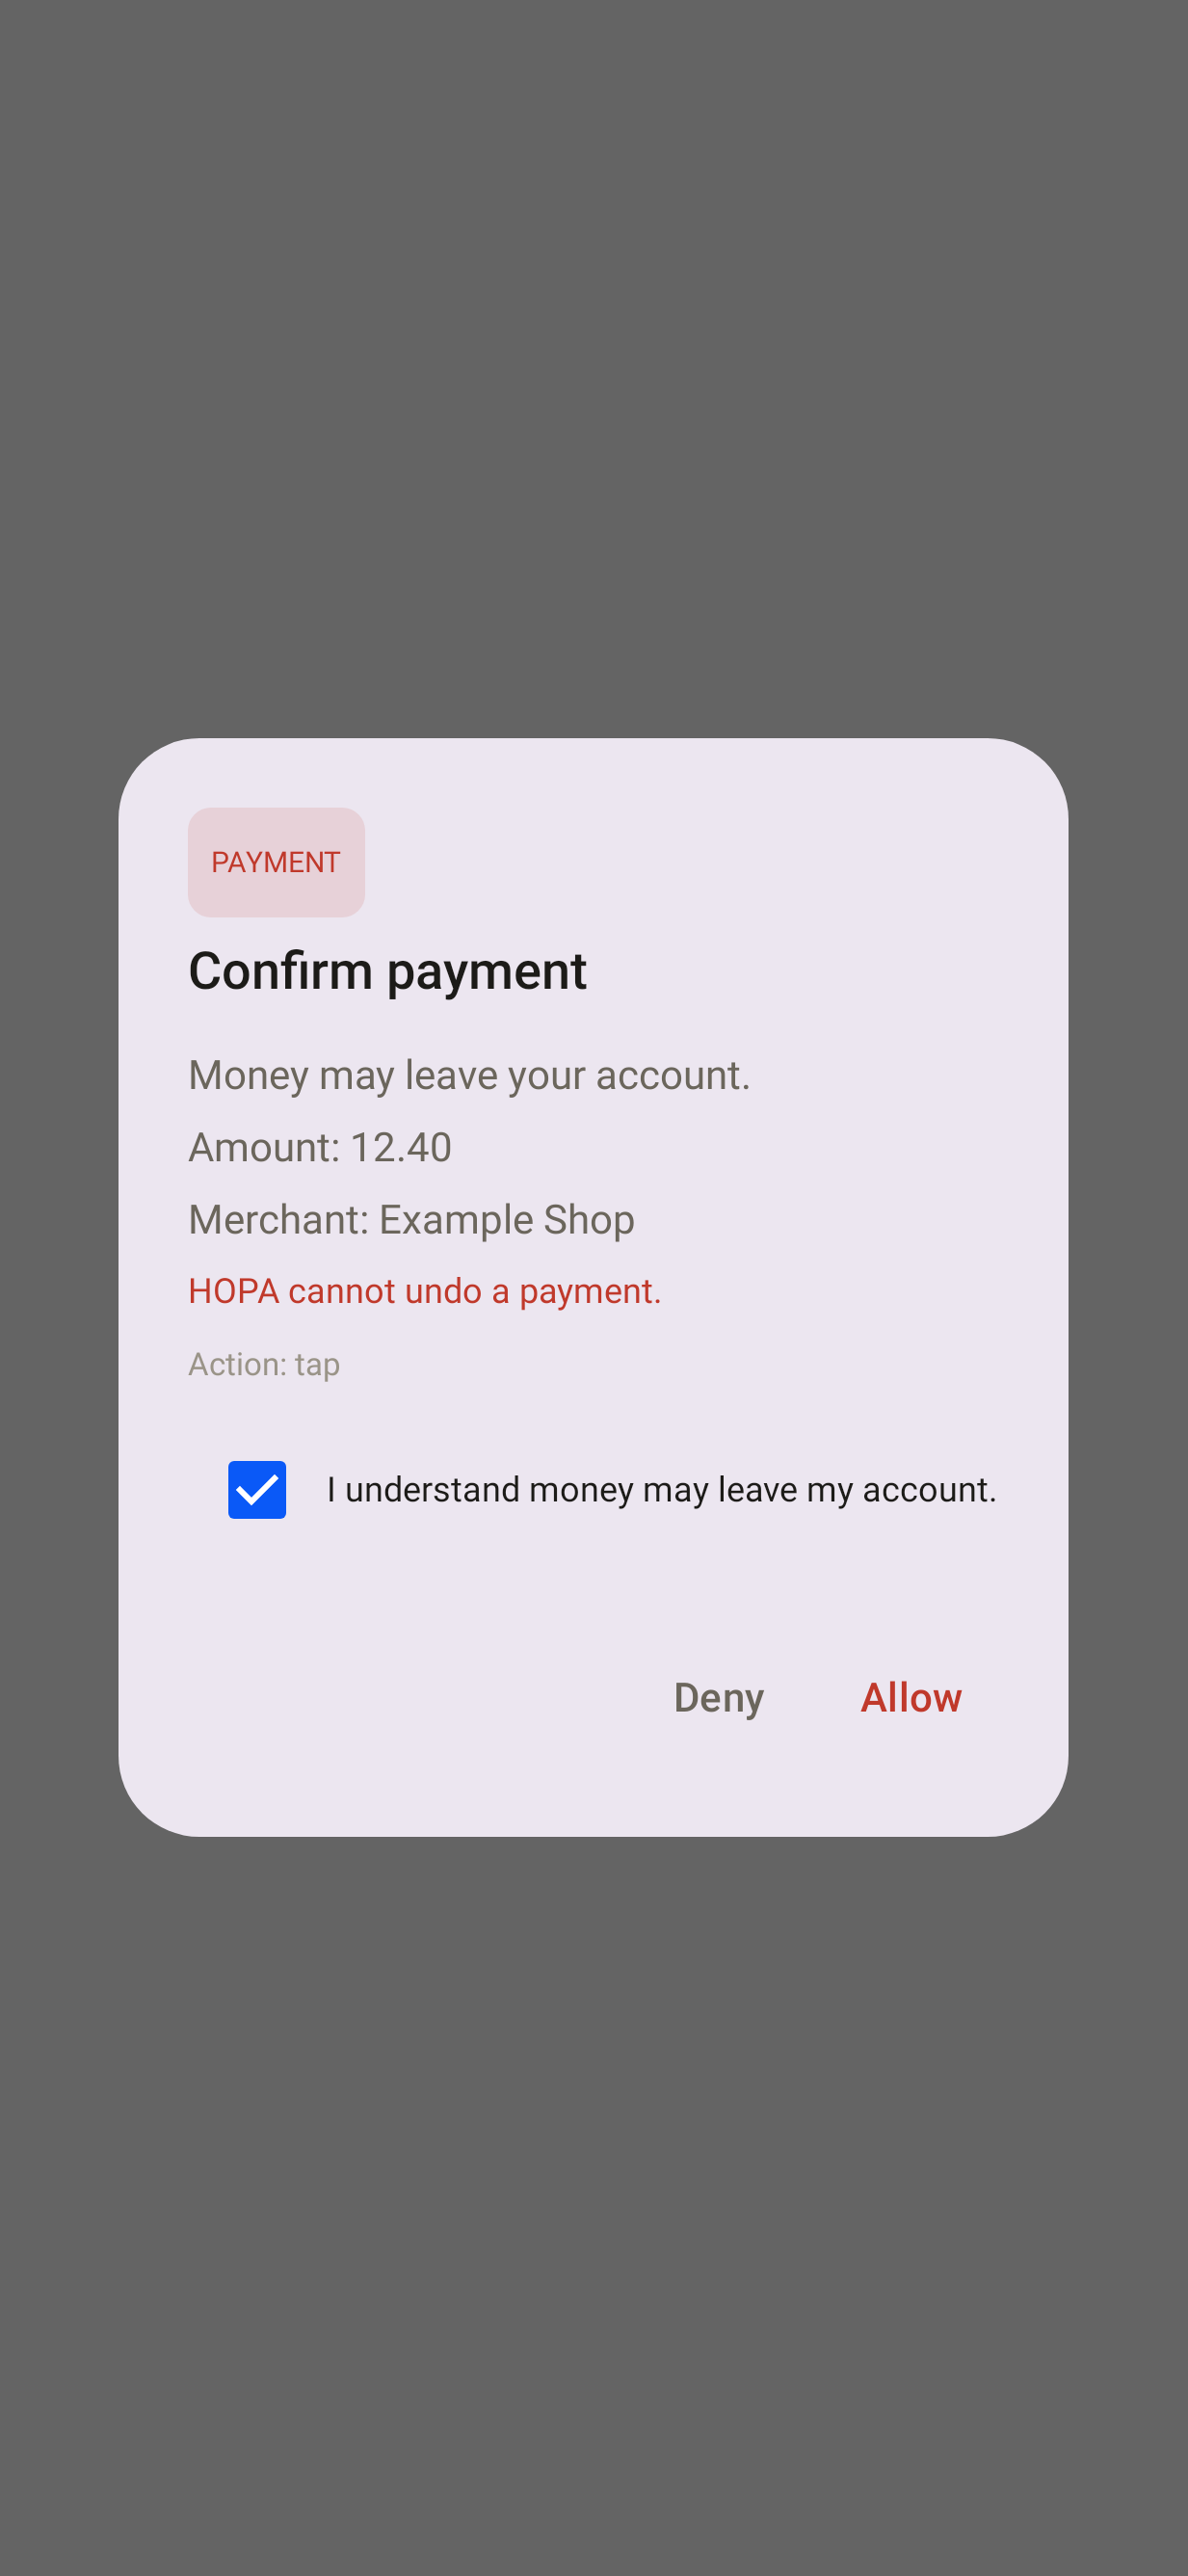 PAYMENT
Confirm payment
Money may leave your account.
Amount: 12.40
Merchant: Example Shop
HOPA cannot undo a payment.
Action: tap
I understand money may leave my account.
Deny
Allow